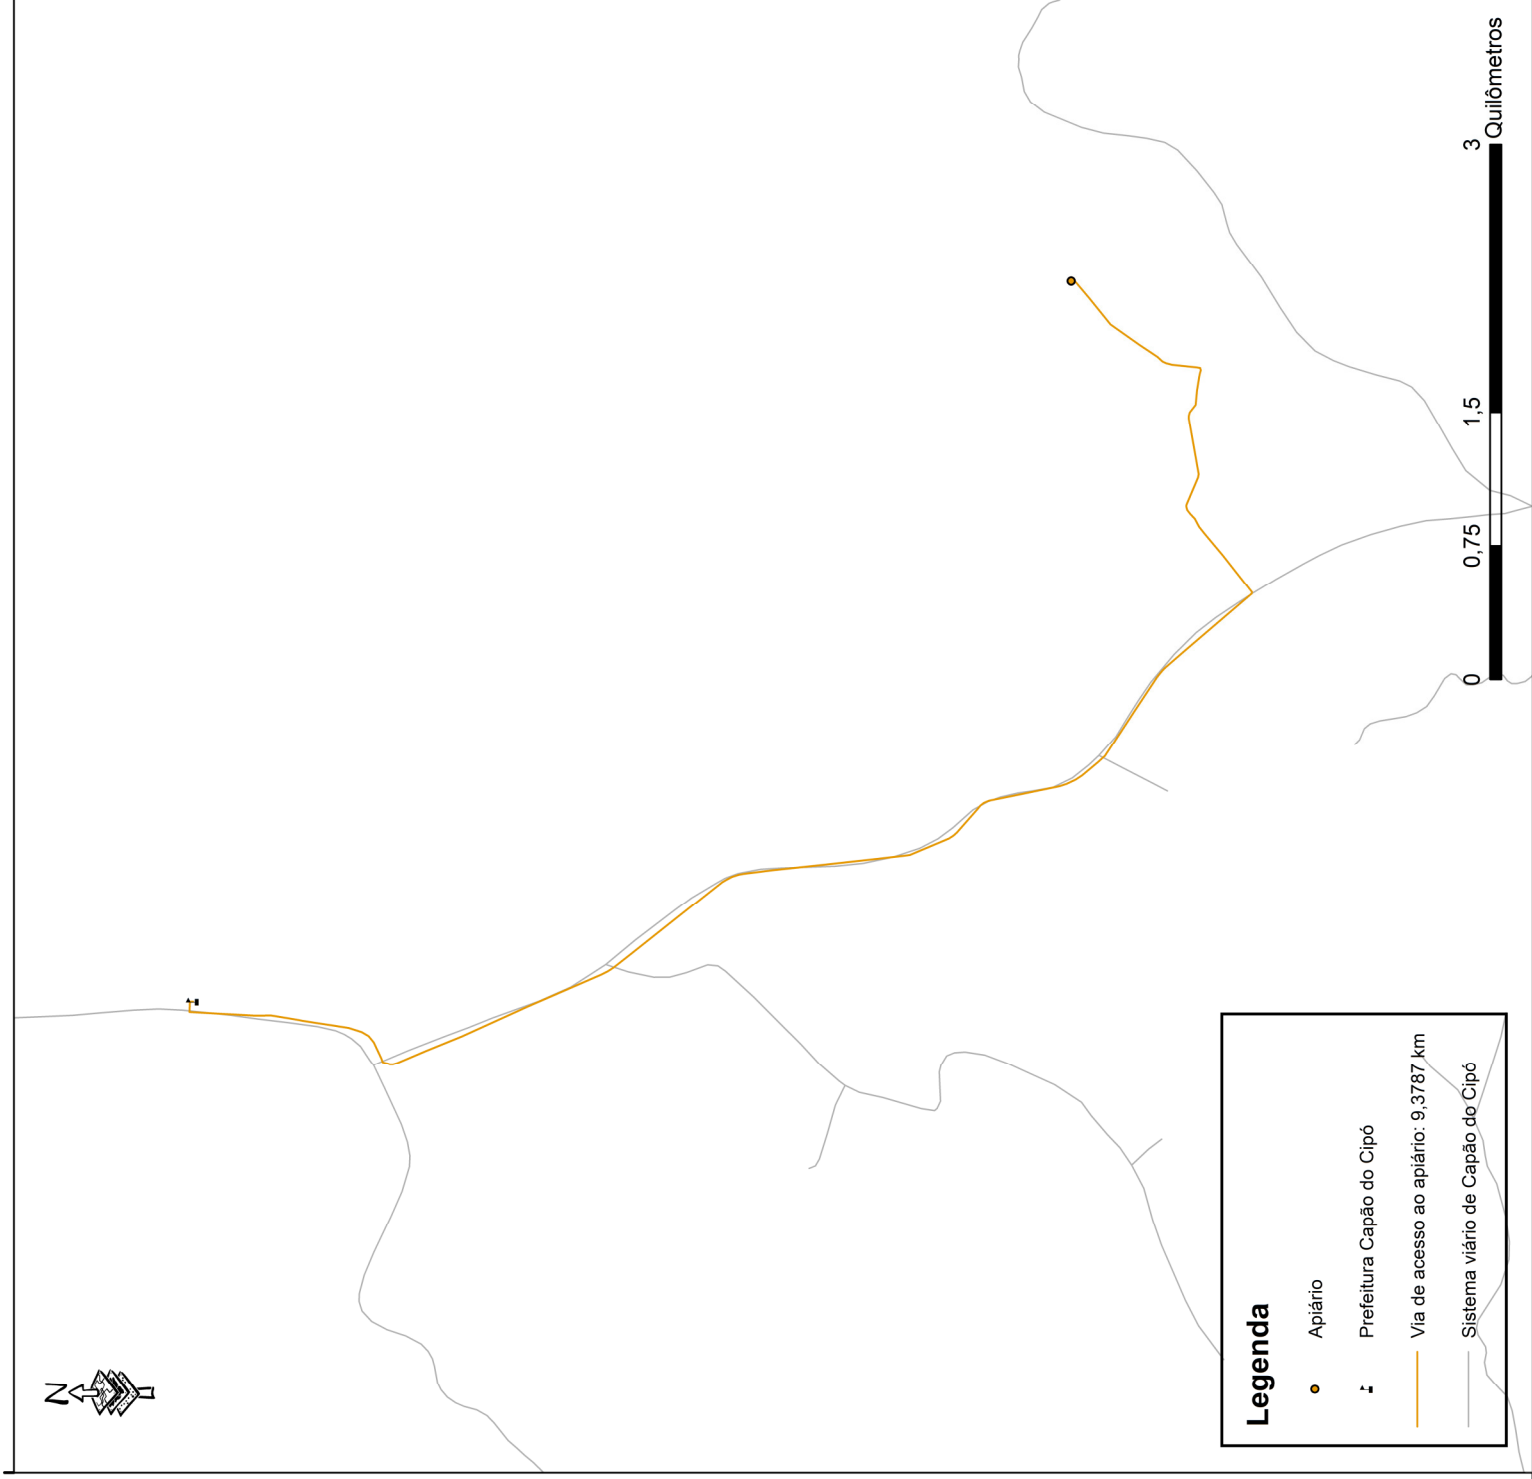 N
Legenda
Apiário
Prefeitura Capão do Cipó
Via de acesso ao apiário: 9,3787 km
Sistema viário de Capão do Cipó
0 0,75 1,5 3
Quilômetros